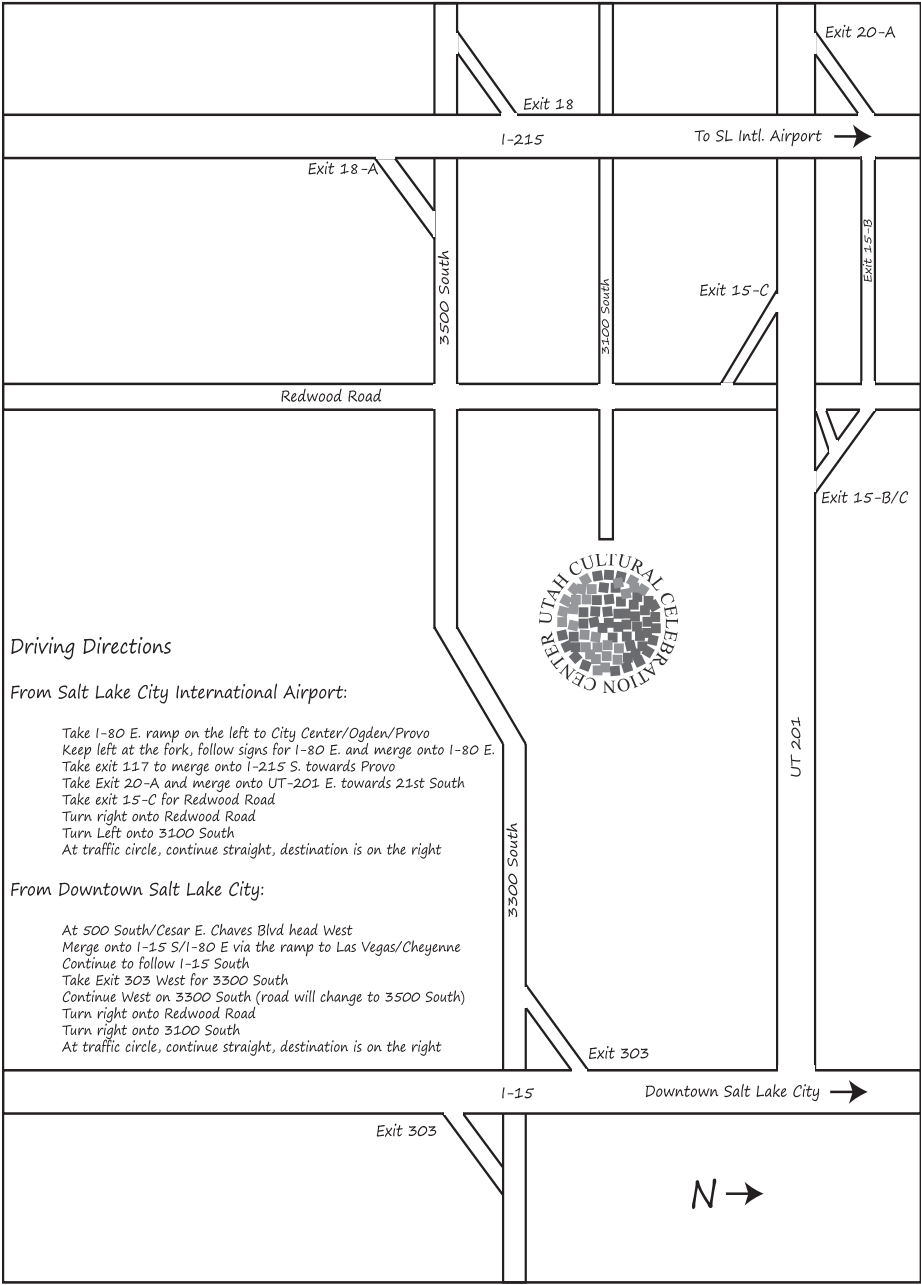 Exit 20-A
Exit 18
I-215
To SL Intl. Airport
Exit 18-A
Exit 15-B
3500 South
3100 South
Exit 15-C
Redwood Road
Exit 15-B/C
UTAH CULTURAL CELEBRATION CENTER
Driving Directions
From Salt Lake City International Airport:
Take I-80 E. ramp on the left to City Center/Ogden/Provo
Keep left at the fork, follow signs for I-80 E. and merge onto I-80 E.
Take exit 117 to merge onto I-215 S. towards Provo
Take Exit 20-A and merge onto UT-201 E. towards 21st South
Take exit 15-C for Redwood Road
Turn right onto Redwood Road
Turn Left onto 3100 South
At traffic circle, continue straight, destination is on the right
UT 201
3300 South
From Downtown Salt Lake City:
At 500 South/Cesar E. Chaves Blvd head West
Merge onto I-15 S/I-80 E via the ramp to Las Vegas/Cheyenne
Continue to follow I-15 South
Take Exit 303 West for 3300 South
Continue West on 3300 South (road will change to 3500 South)
Turn right onto Redwood Road
Turn right onto 3100 South
At traffic circle, continue straight, destination is on the right
Exit 303
I-15
Downtown Salt Lake City
Exit 303
N